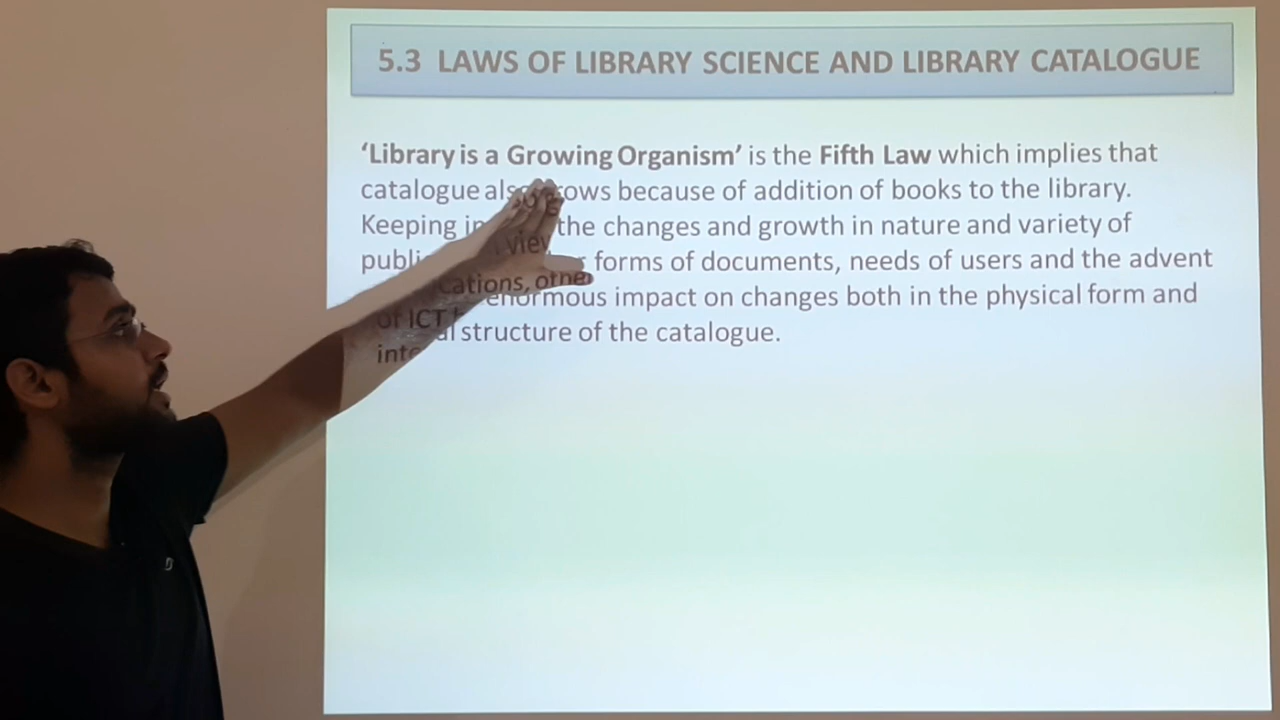 5.3 LAWS OF LIBRARY SCIENCE AND LIBRARY CATALOGUE
‘Library is a Growing Organism’ is the Fifth Law which implies that
catalogue also grows because of addition of books to the library.
Keeping in view the changes and growth in nature and variety of
publications, other forms of documents, needs of users and the advent
of ICT enormous impact on changes both in the physical form and
structure of the catalogue.